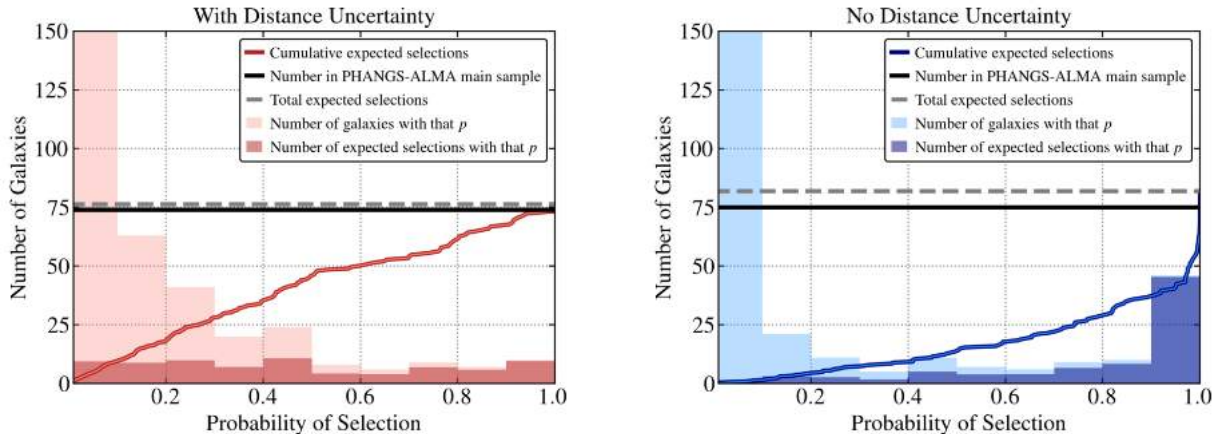 With Distance Uncertainty
150
125
100
75
50
25
0
Number of Galaxies
Cumulative expected selections
Number in PHANGS-ALMA main sample
Total expected selections
Number of galaxies with that p
Number of expected selections with that p
0.2 0.4 0.6 0.8 1.0
Probability of Selection
No Distance Uncertainty
150
125
100
75
50
25
0
Number of Galaxies
Cumulative expected selections
Number in PHANGS-ALMA main sample
Total expected selections
Number of galaxies with that p
Number of expected selections with that p
0.2 0.4 0.6 0.8 1.0
Probability of Selection